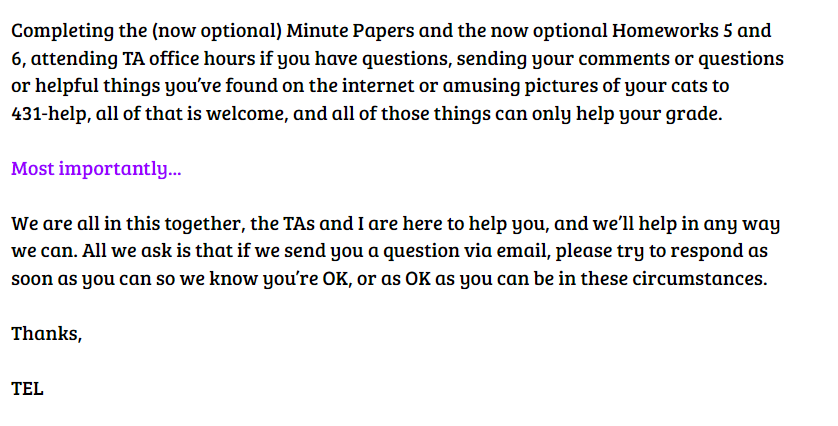 Completing the (now optional) Minute Papers and the now optional Homeworks 5 and
6, attending TA office hours if you have questions, sending your comments or questions
or helpful things you’ve found on the internet or amusing pictures of your cats to
431-help, all of that is welcome, and all of those things can only help your grade.
Most importantly...
We are all in this together, the TAs and I are here to help you, and we’ll help in any way
we can. All we ask is that if we send you a question via email, please try to respond as
soon as you can so we know you’re OK, or as OK as you can be in these circumstances.
Thanks,
TEL